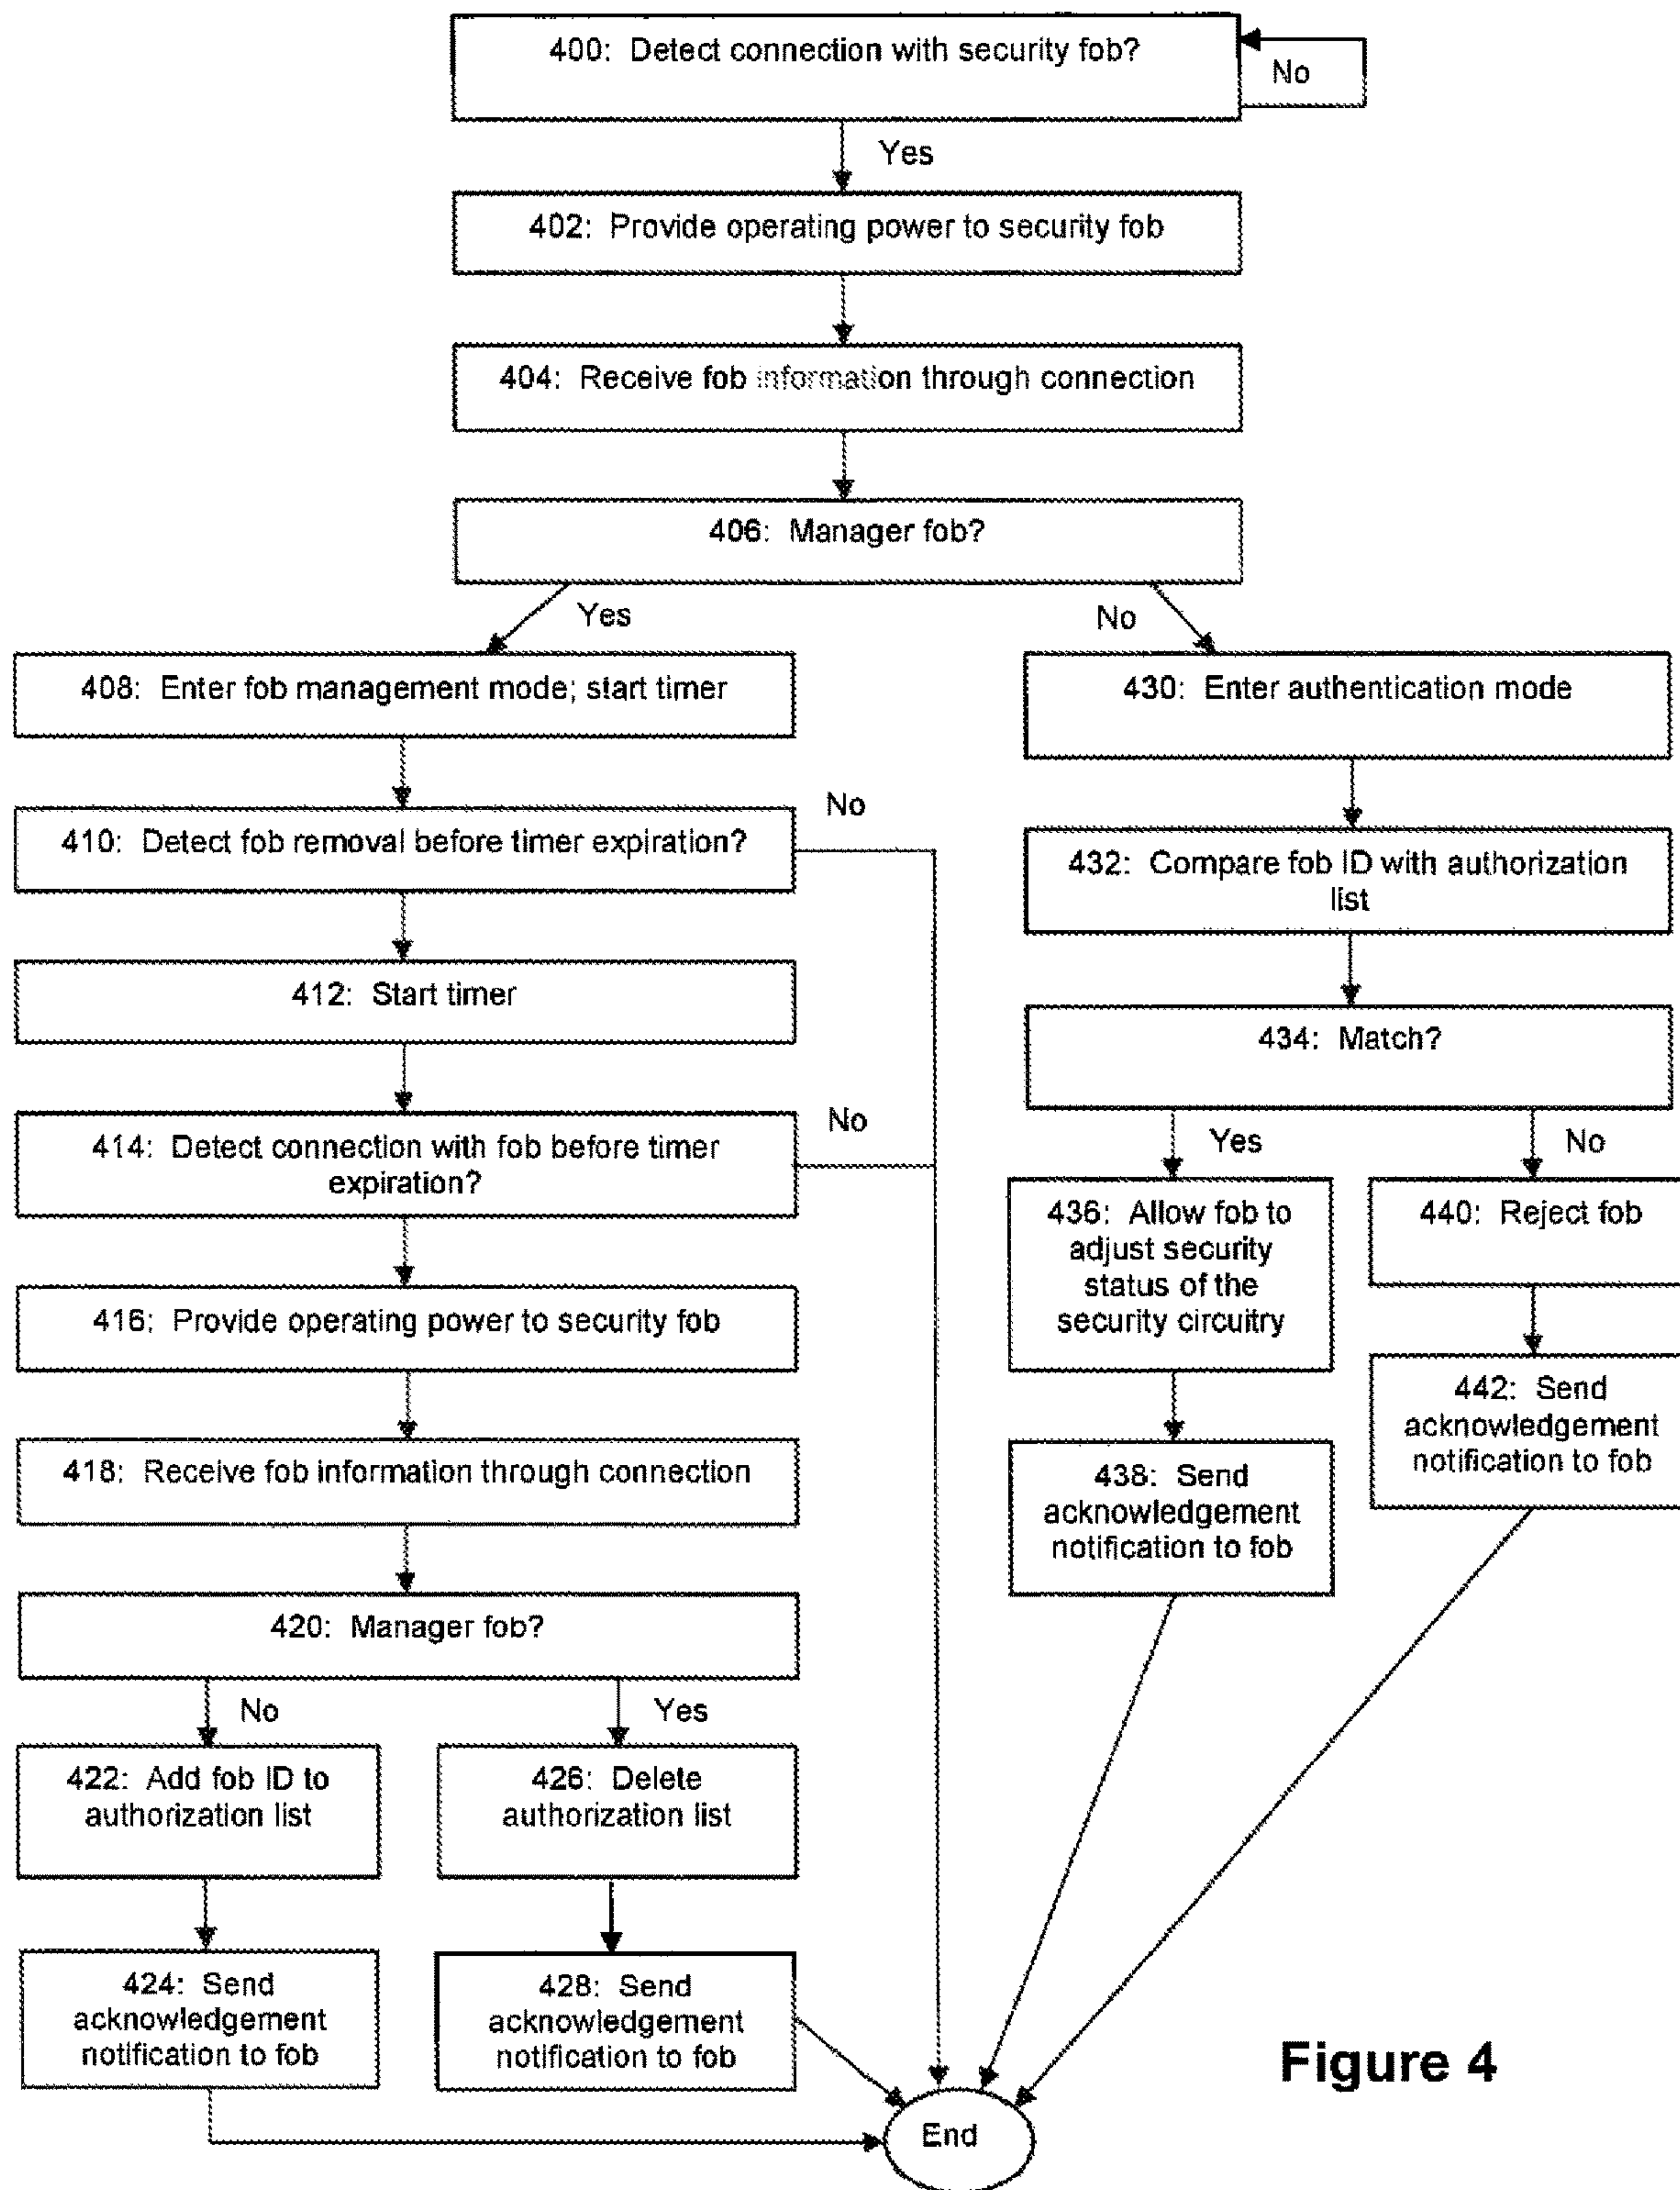 400: Detect connection with security fob?
No
Yes
402: Provide operating power to security fob
404: Receive fob information through connection
406: Manager fob?
Yes
No
408: Enter fob management mode; start timer
430: Enter authentication mode
410: Detect fob removal before timer expiration?
No
432: Compare fob ID with authorization
list
412: Start timer
434: Match?
414: Detect connection with fob before timer
expiration?
No
Yes
No
436: Allow fob to
adjust security
status of the
security circuitry
440: Reject fob
416: Provide operating power to security fob
442: Send
acknowledgement
notification to fob
418: Receive fob information through connection
438: Send
acknowledgement
notification to fob
420: Manager fob?
No
Yes
422: Add fob ID to
authorization list
426: Delete
authorization list
424: Send
acknowledgement
notification to fob
428: Send
acknowledgement
notification to fob
End
Figure 4